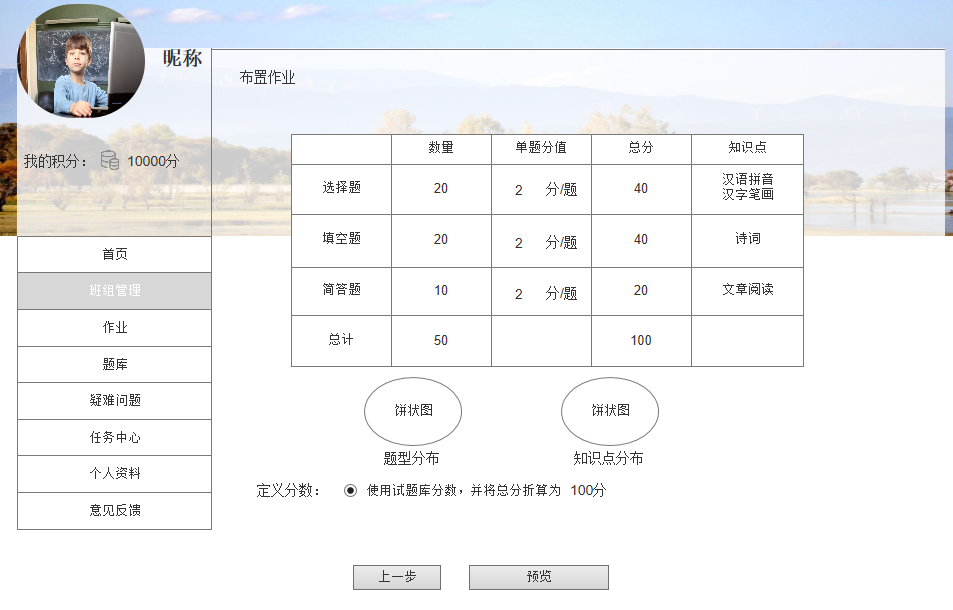 昵称
布置作业
我的积分： 10000分
首页
班组管理
作业
题库
疑难问题
任务中心
个人资料
意见反馈
数量 单题分值 总分 知识点
选择题 20 2 分/题 40 汉语拼音
汉字笔画
填空题 20 2 分/题 40 诗词
简答题 10 2 分/题 20 文章阅读
总计 50 100
饼状图 饼状图
题型分布 知识点分布
定义分数： 使用试题库分数，并将总分折算为 100分
上一步 预览